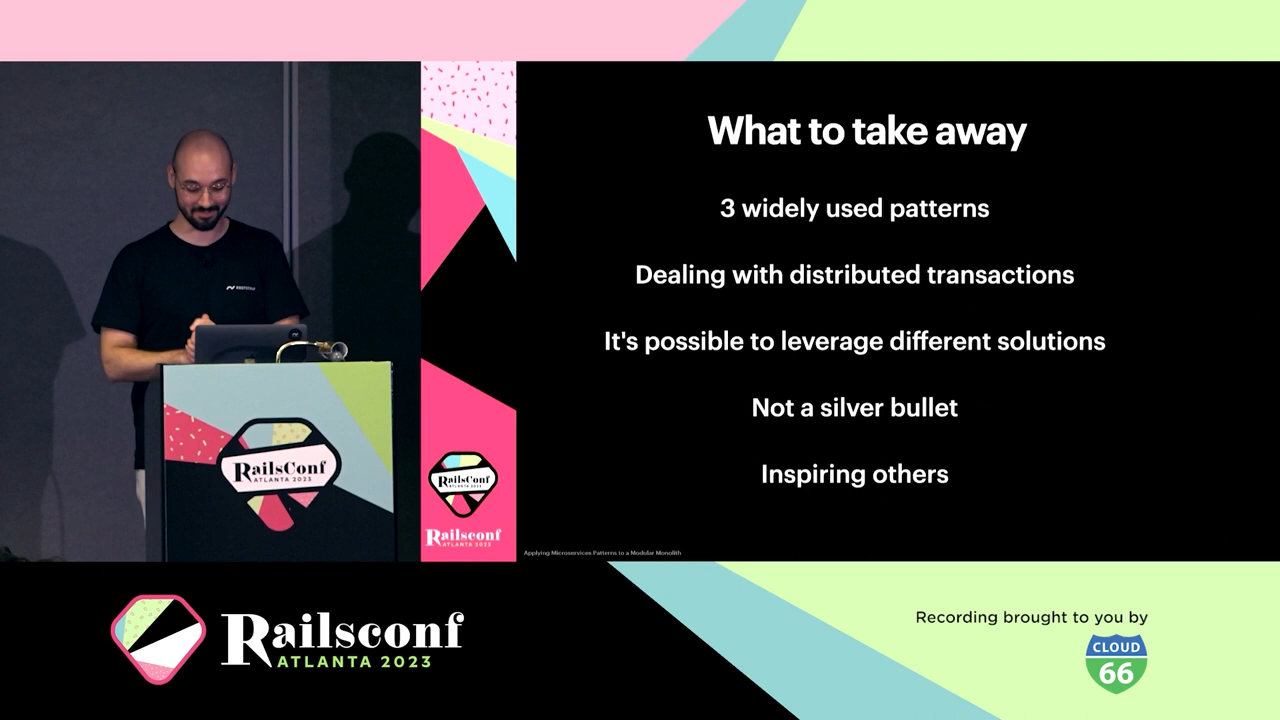 What to take away
3 widely used patterns
Dealing with distributed transactions
It's possible to leverage different solutions
Not a silver bullet
Inspiring others
Applying Microservices Patterns to a Modular Monolith
RailsConf
ATLANTA 2023
RailsConf
ATLANTA 2023
Railsconf
ATLANTA 2023
Railsconf
ATLANTA 2023
Recording brought to you by
CLOUD
66